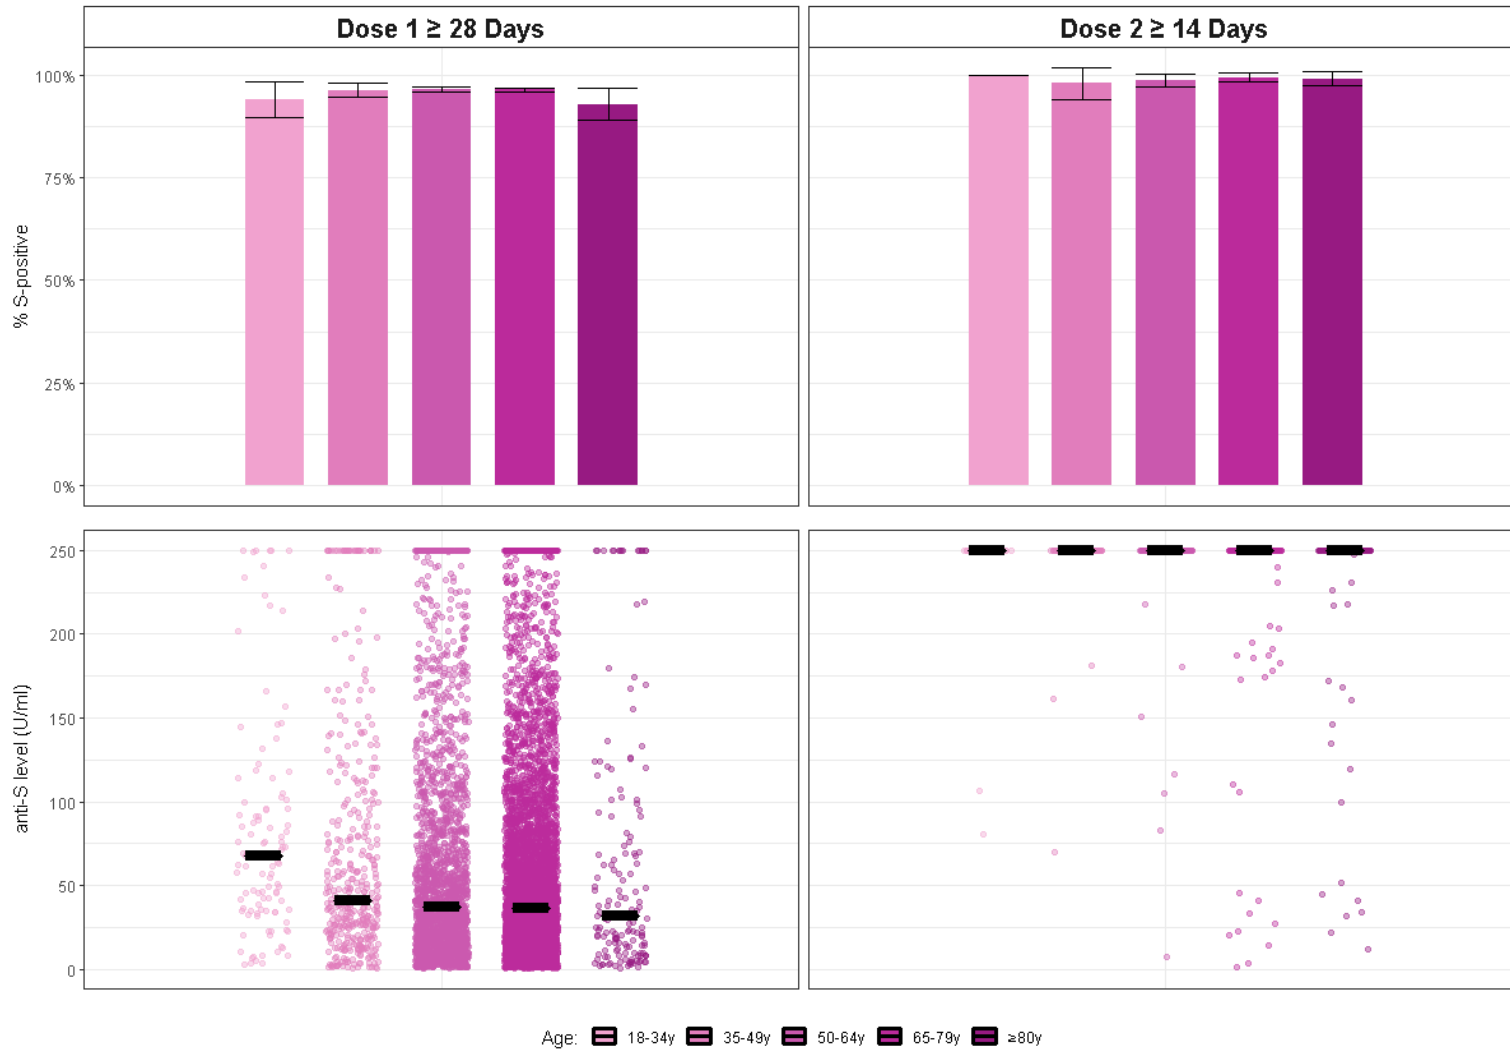 Dose 1 ≥ 28 Days
Dose 2 ≥ 14 Days
% S-positive
100%
75%
50%
25%
0%
anti-S level (U/ml)
250
200
150
100
50
0
Age: 18-34y 35-49y 50-64y 65-79y ≥80y